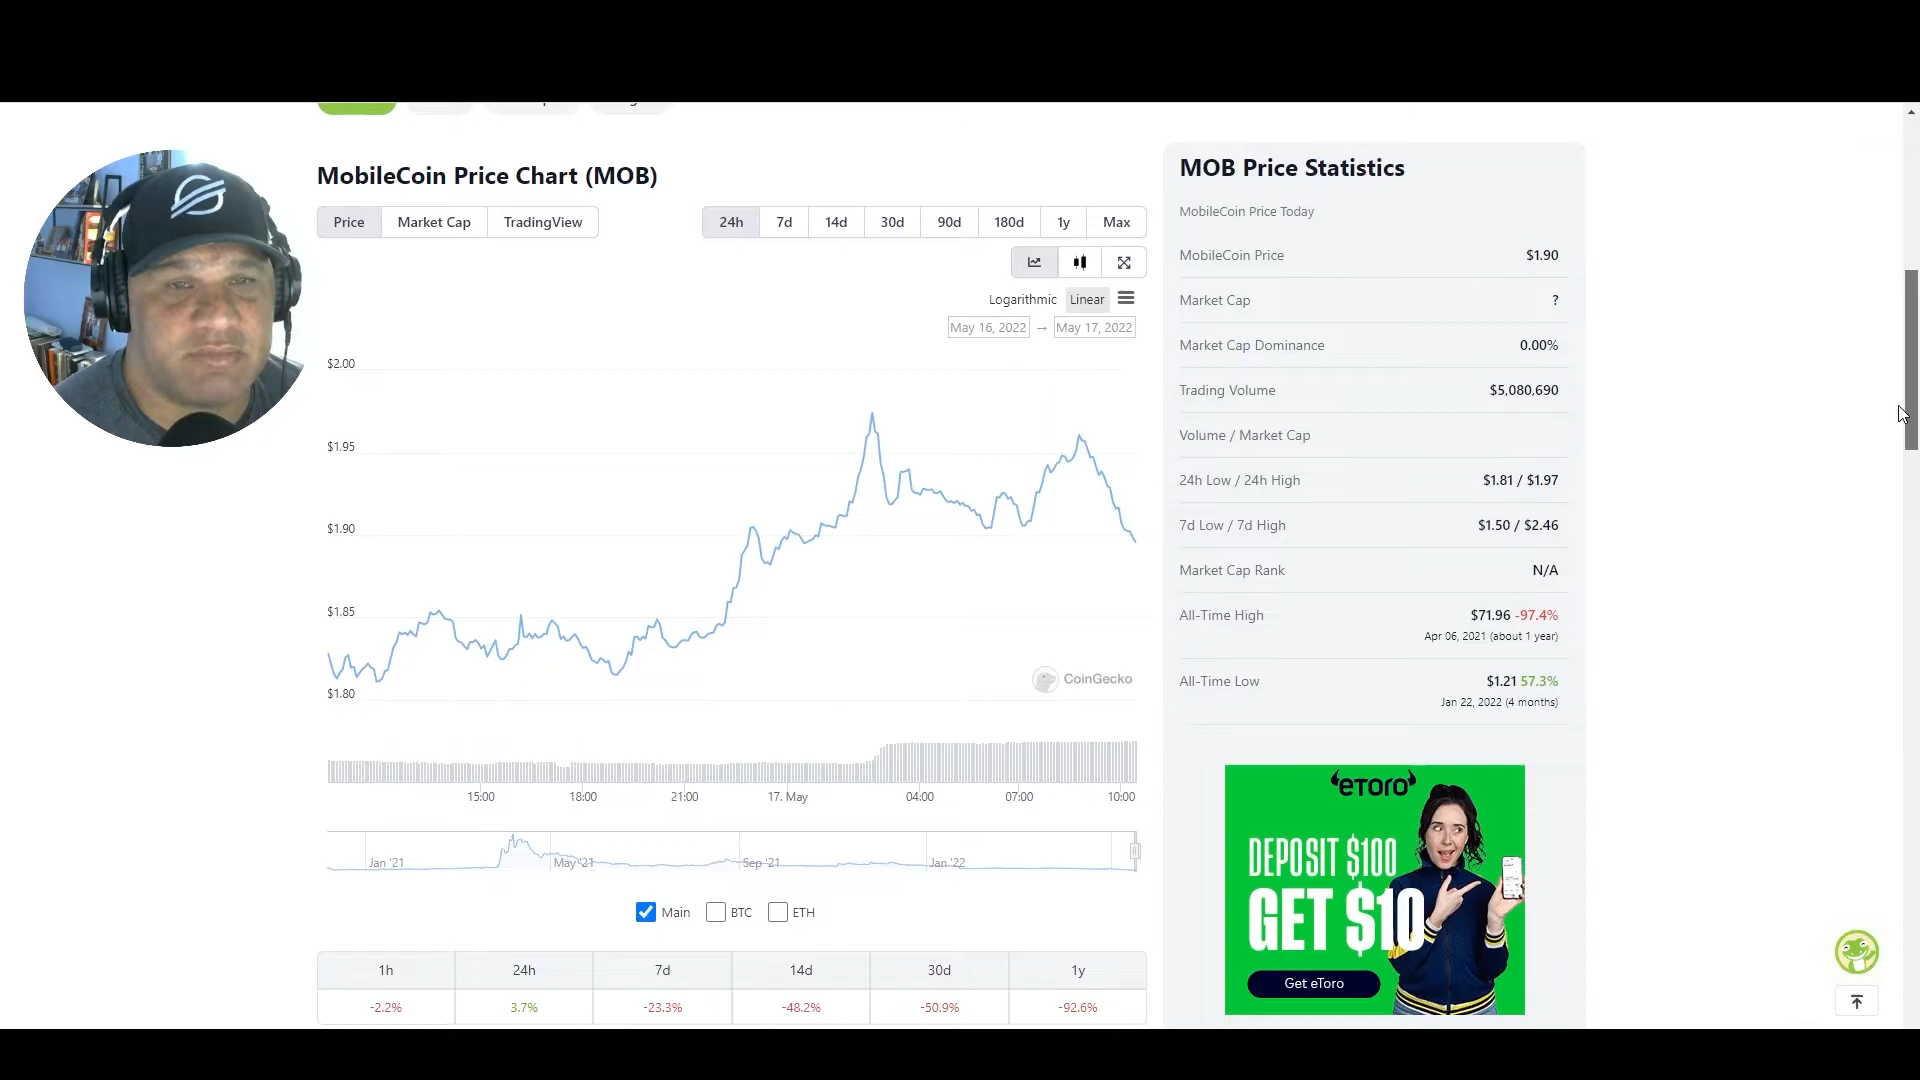 MobileCoin Price Chart (MOB)
Price Market Cap TradingView
24h 7d 14d 30d 90d 180d 1y Max
Logarithmic Linear
May 16, 2022 → May 17, 2022
$2.00
$1.95
$1.90
$1.85
$1.80
CoinGecko
15:00 18:00 21:00 17. May 04:00 07:00 10:00
Jan '21 May '21 Sep '21 Jan '22
Main BTC ETH
1h 24h 7d 14d 30d 1y
-2.2% 3.7% -23.3% -48.2% -50.9% -92.6%
MOB Price Statistics
MobileCoin Price Today
MobileCoin Price $1.90
Market Cap ?
Market Cap Dominance 0.00%
Trading Volume $5,080,690
Volume / Market Cap
24h Low / 24h High $1.81 / $1.97
7d Low / 7d High $1.50 / $2.46
Market Cap Rank N/A
All-Time High $71.96 -97.4%
Apr 06, 2021 (about 1 year)
All-Time Low $1.21 57.3%
Jan 22, 2022 (4 months)
eToro
DEPOSIT $100
GET $10
Get eToro